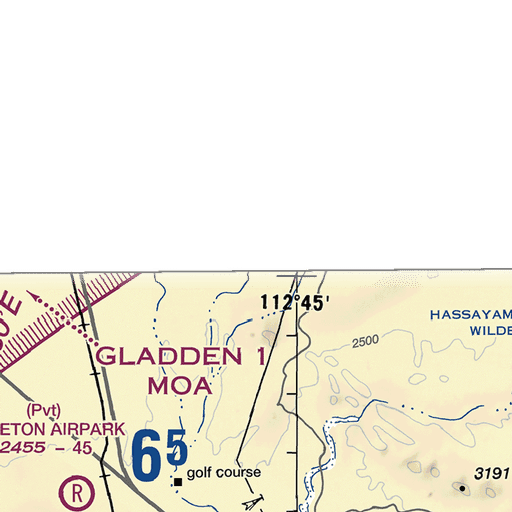 112°45'
HASSAYAM
WILDE
2500
GLADDEN 1
MOA
(Pvt)
ETON AIRPARK
2455 – 45
65
golf course
R
3191